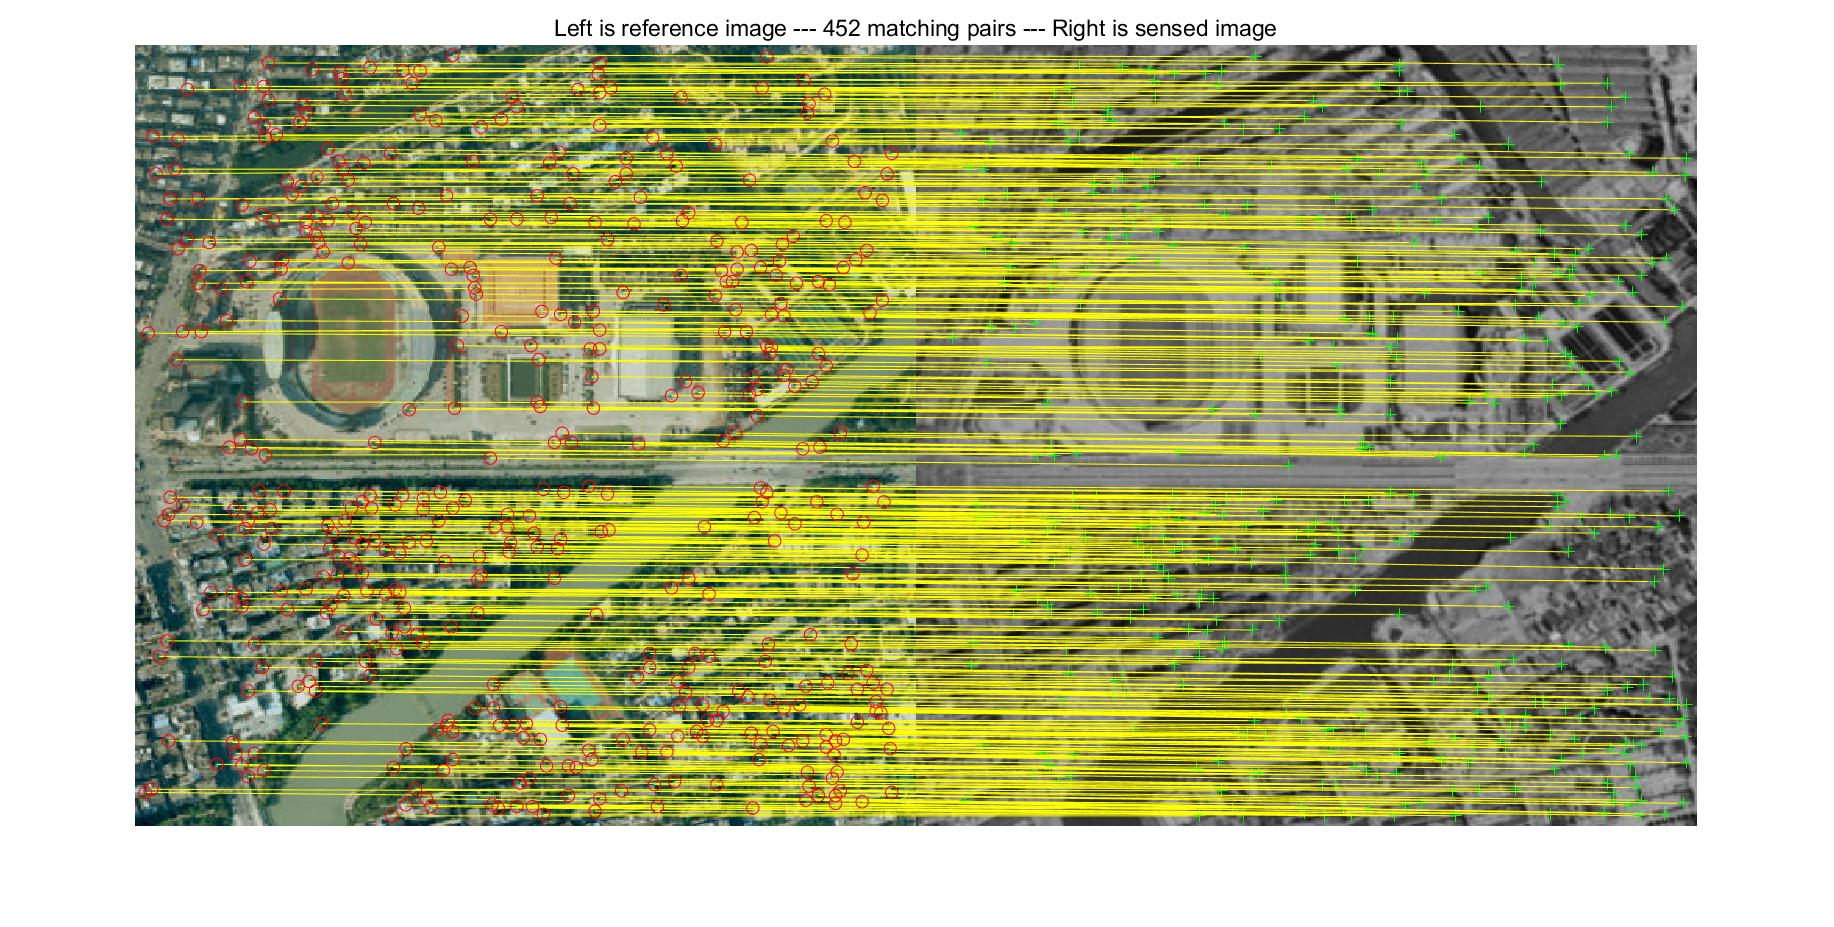 Left is reference image --- 452 matching pairs --- Right is sensed image